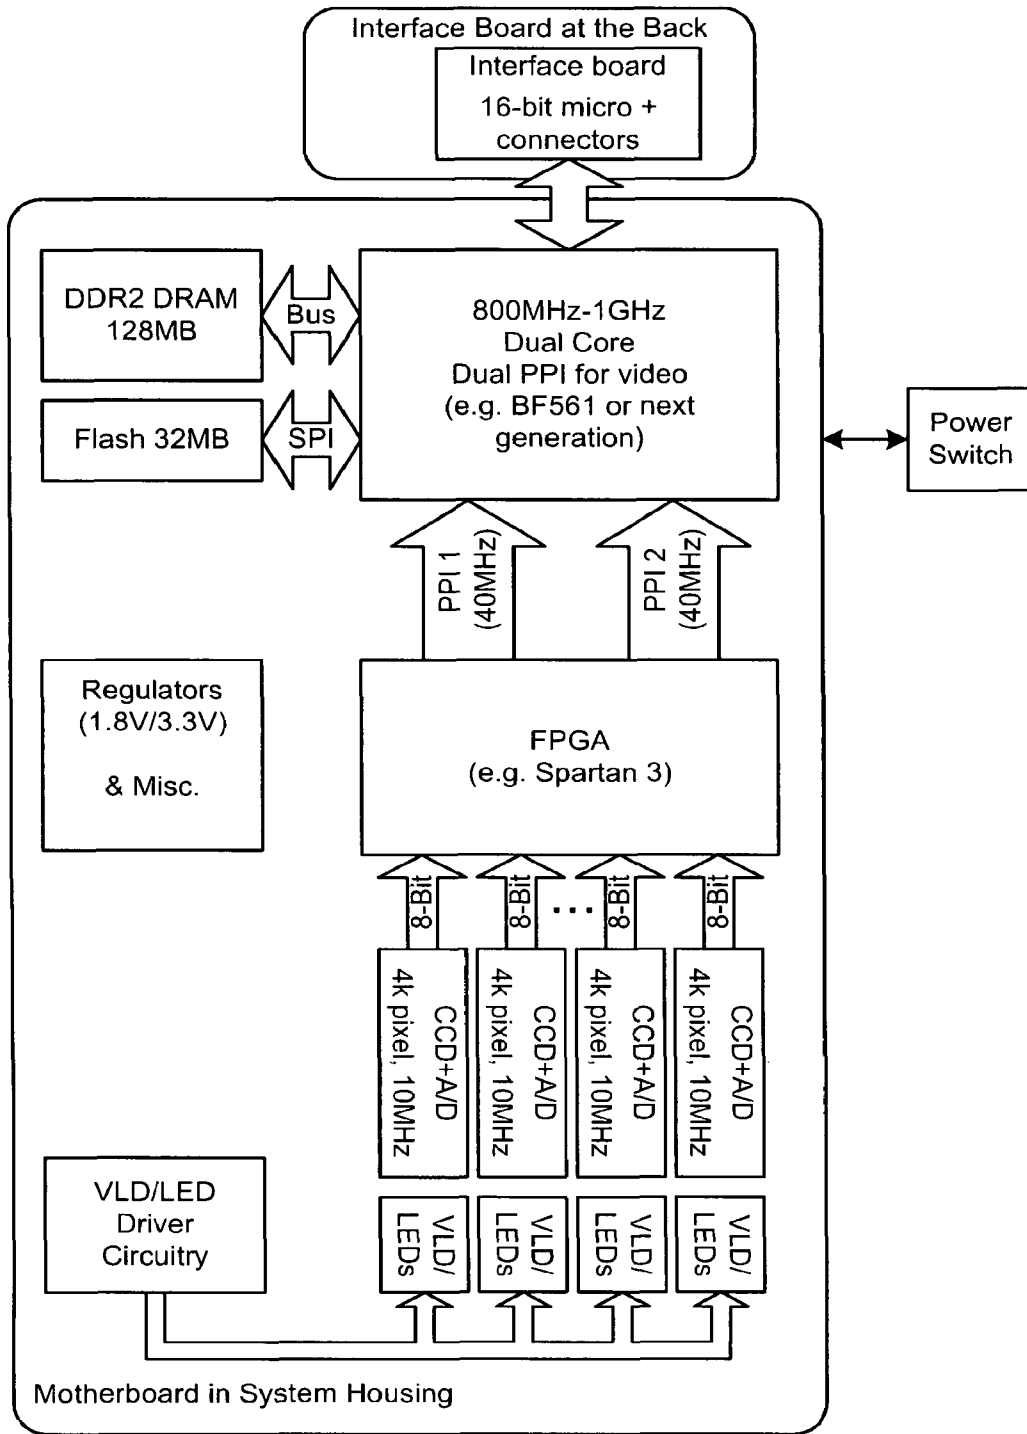 Interface Board at the Back
Interface board
16-bit micro +
connectors
DDR2 DRAM
128MB
Bus
800MHz-1GHz
Dual Core
Dual PPI for video
(e.g. BF561 or next
generation)
Flash 32MB
SPI
Power
Switch
PPI 1
(40MHz)
PPI 2
(40MHz)
Regulators
(1.8V/3.3V)
& Misc.
FPGA
(e.g. Spartan 3)
8-Bit
8-Bit
...
8-Bit
8-Bit
CCD+A/D
4k pixel, 10MHz
CCD+A/D
4k pixel, 10MHz
CCD+A/D
4k pixel, 10MHz
CCD+A/D
4k pixel, 10MHz
VLD/LED
Driver
Circuitry
VLD/
LEDs
VLD/
LEDs
VLD/
LEDs
VLD/
LEDs
Motherboard in System Housing